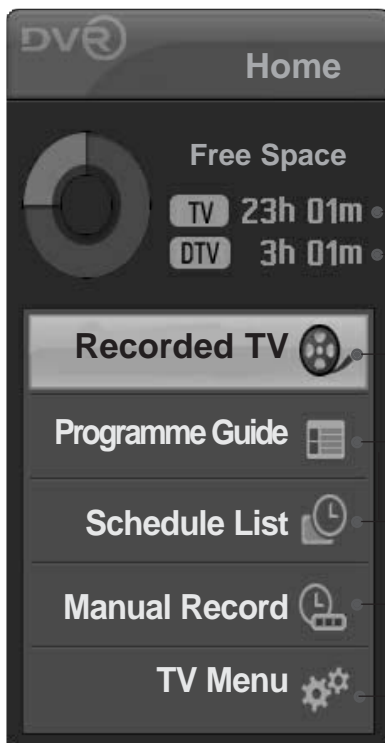 DVR
Home
Free Space
TV 23h 01m
DTV 3h 01m
Recorded TV
Programme Guide
Schedule List
Manual Record
TV Menu